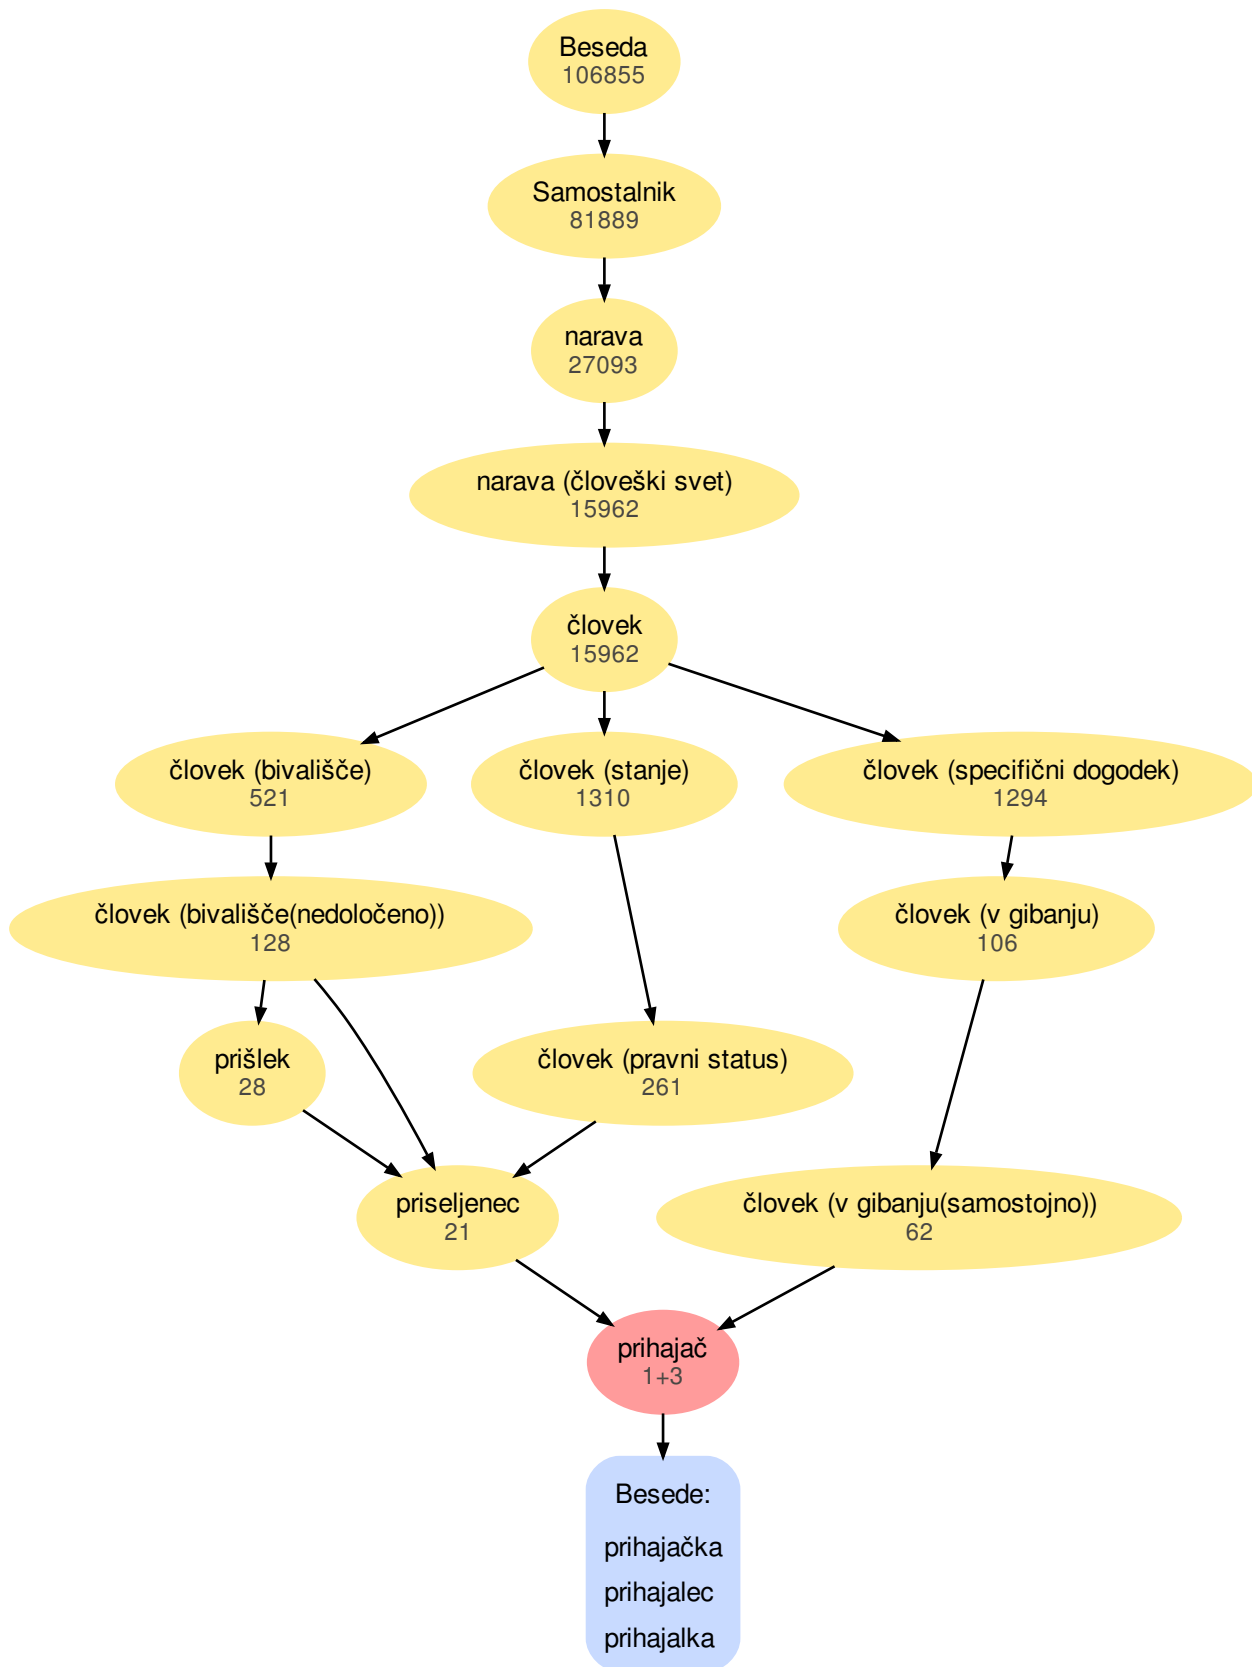 Beseda
106855
Samostalnik
81889
narava
27093
narava (človeški svet)
15962
človek
15962
človek (bivališče)
521
človek (stanje)
1310
človek (specifični dogodek)
1294
človek (bivališče(nedoločeno))
128
človek (v gibanju)
106
prišlek
28
človek (pravni status)
261
priseljenec
21
človek (v gibanju(samostojno))
62
prihajač
1+3
Besede:
prihajačka
prihajalec
prihajalka